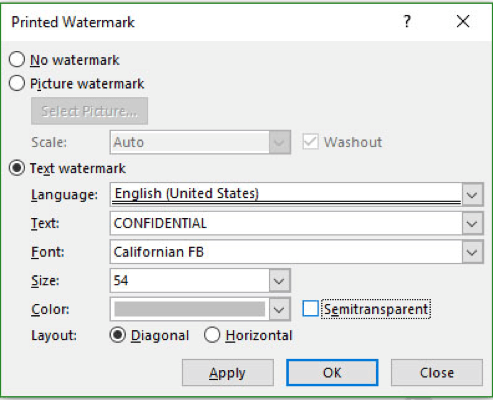 Printed Watermark ? X
No watermark
Picture watermark
Select Picture...
Scale: Auto Washout
Text watermark
Language: English (United States)
Text: CONFIDENTIAL
Font: Californian FB
Size: 54
Color: Semitransparent
Layout: Diagonal Horizontal
Apply OK Close